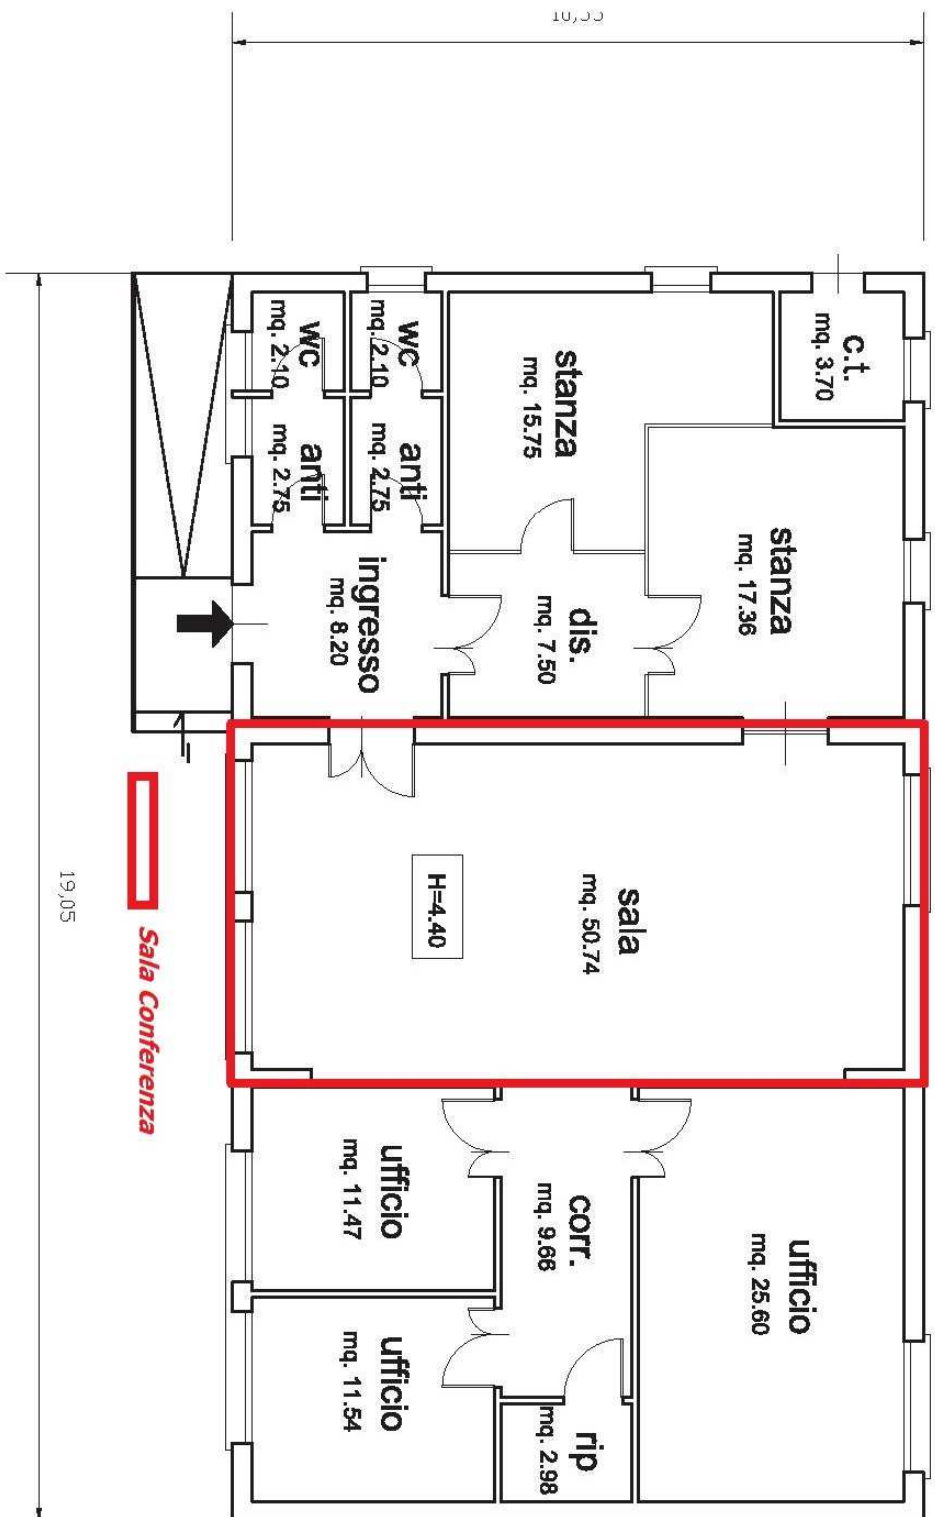 c.t.
mq. 3.70
stanza
mq. 17.36
stanza
mq. 15.75
dis.
mq. 7.50
wc
mq. 2.10
anti
mq. 2.75
wc
mq. 2.10
anti
mq. 2.75
ingresso
mq. 8.20
sala
mq. 50.74
H=4.40
ufficio
mq. 25.60
corr.
mq. 9.66
rip
mq. 2.98
ufficio
mq. 11.47
ufficio
mq. 11.54
Sala Conferenza
19,05